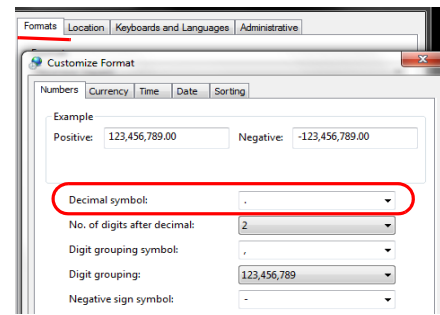 Formats Location Keyboards and Languages Administrative
Customize Format
Numbers Currency Time Date Sorting
Example
Positive: 123,456,789.00 Negative: -123,456,789.00
Decimal symbol: .
No. of digits after decimal: 2
Digit grouping symbol: ,
Digit grouping: 123,456,789
Negative sign symbol: -